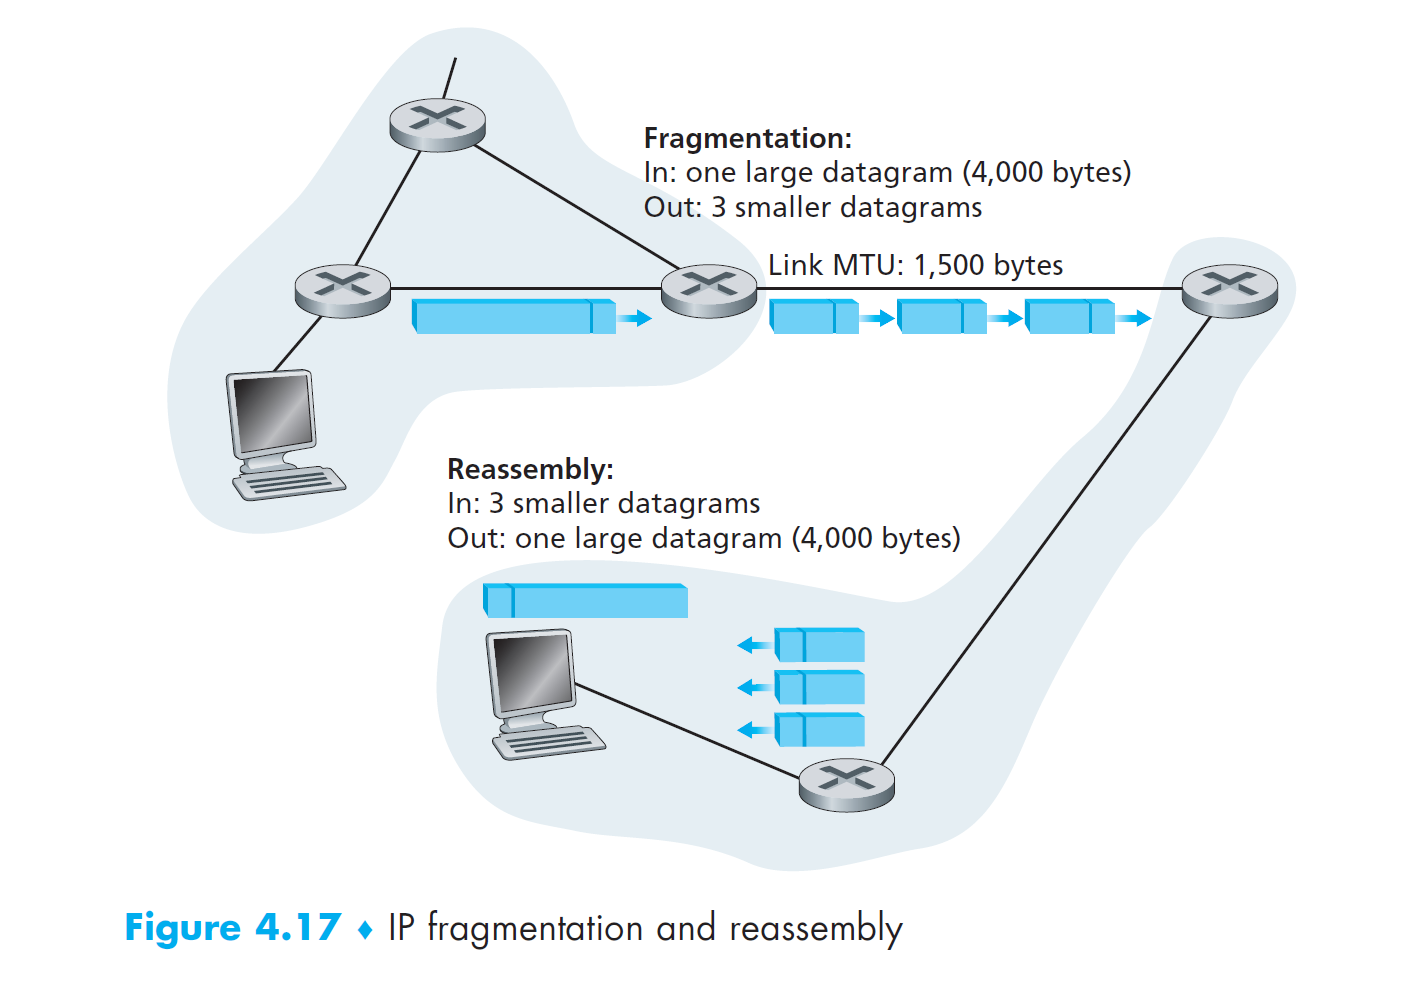 Fragmentation:
In: one large datagram (4,000 bytes)
Out: 3 smaller datagrams
Link MTU: 1,500 bytes
Reassembly:
In: 3 smaller datagrams
Out: one large datagram (4,000 bytes)
Figure 4.17 ♦ IP fragmentation and reassembly